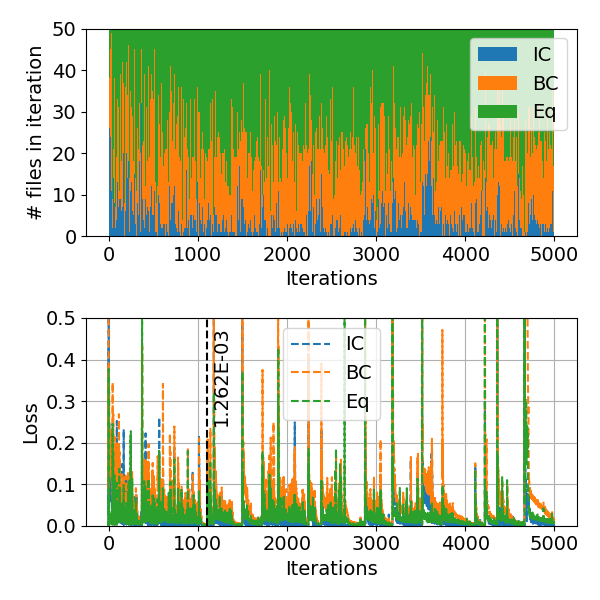 50
40
30
20
10
0
# files in iteration
IC
BC
Eq
0 1000 2000 3000 4000 5000
Iterations
0.5
0.4
0.3
0.2
0.1
0.0
Loss
1.262E-03
IC
BC
Eq
0 1000 2000 3000 4000 5000
Iterations